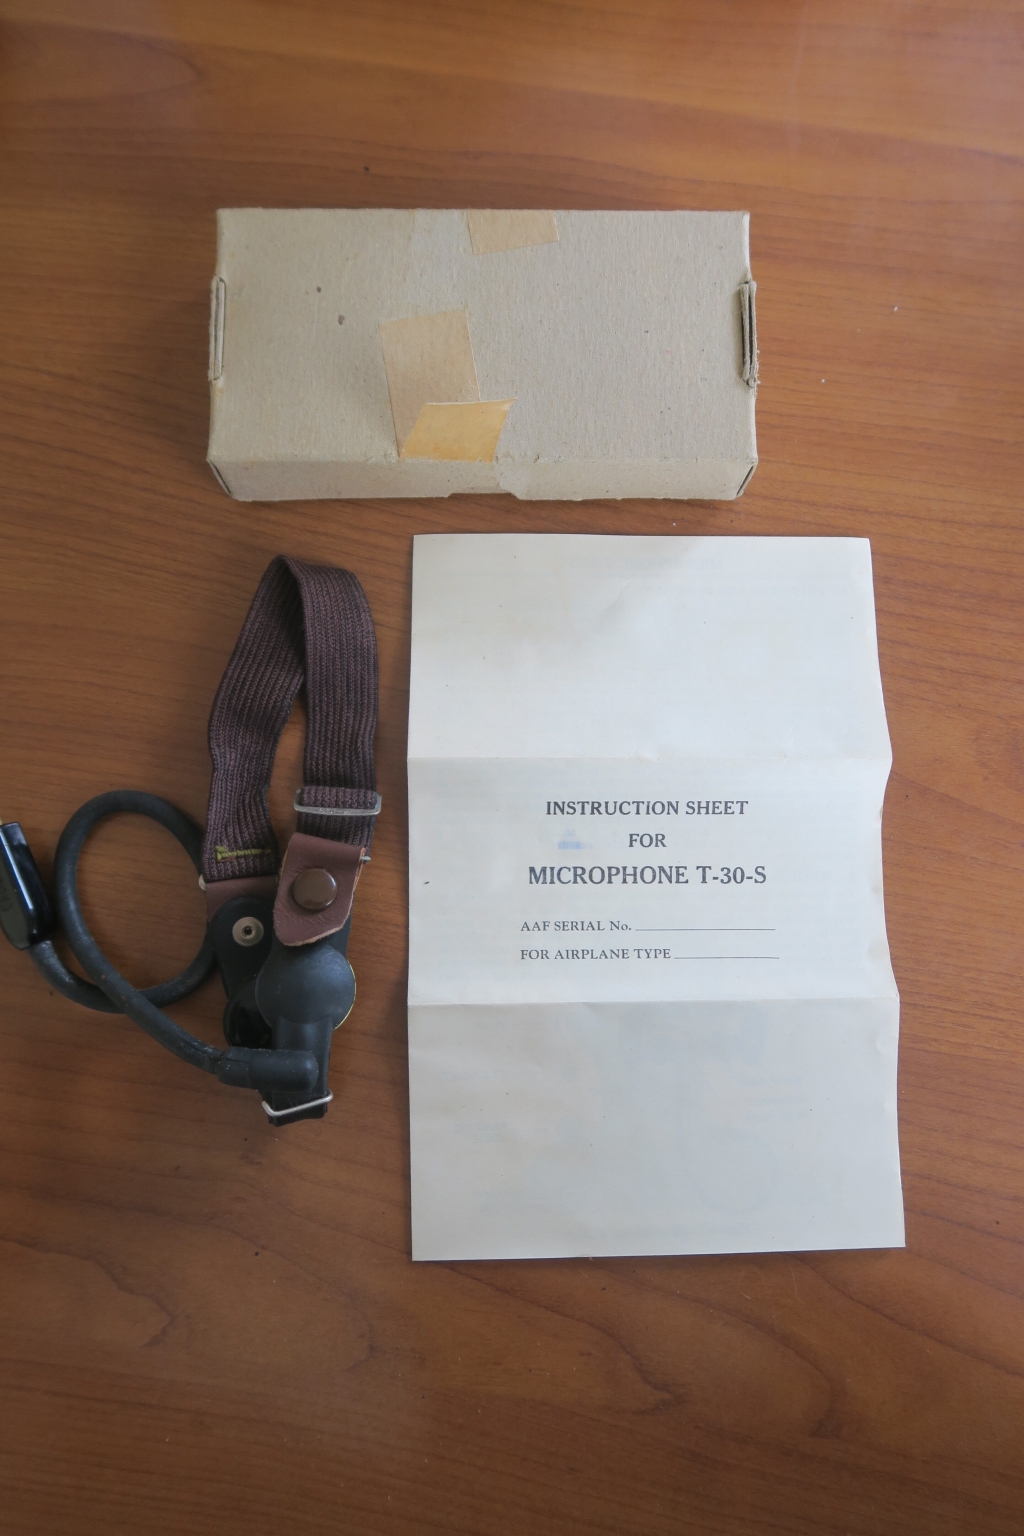 INSTRUCTION SHEET
FOR
MICROPHONE T-30-S
AAF SERIAL No.
FOR AIRPLANE TYPE